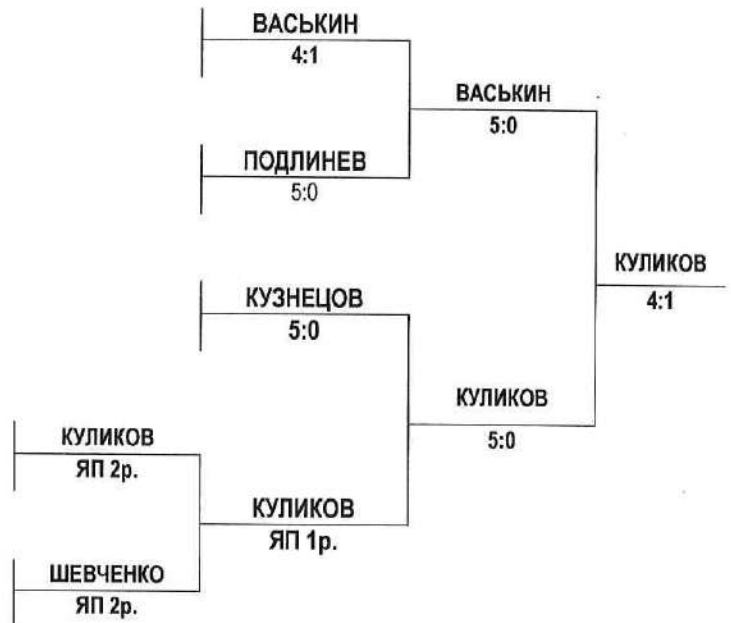 ВАСЬКИН
4:1
ВАСЬКИН
5:0
ПОДЛИНЕВ
5:0
КУЛИКОВ
4:1
КУЗНЕЦОВ
5:0
КУЛИКОВ
5:0
КУЛИКОВ
ЯП 2р.
КУЛИКОВ
ЯП 1р.
ШЕВЧЕНКО
ЯП 2р.